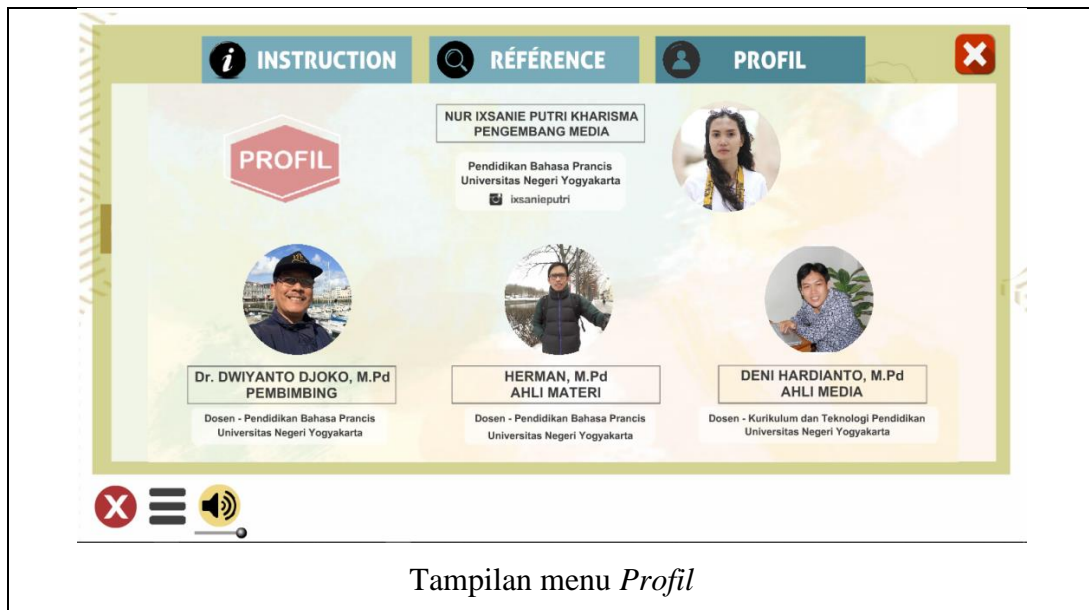 INSTRUCTION
RÉFÉRENCE
PROFIL
PROFIL
NUR IXSANIE PUTRI KHARISMA
PENGEMBANG MEDIA
Pendidikan Bahasa Prancis
Universitas Negeri Yogyakarta
ixsanieputri
Dr. DWIYANTO DJOKO, M.Pd
PEMBIMBING
Dosen - Pendidikan Bahasa Prancis
Universitas Negeri Yogyakarta
HERMAN, M.Pd
AHLI MATERI
Dosen - Pendidikan Bahasa Prancis
Universitas Negeri Yogyakarta
DENI HARDIANTO, M.Pd
AHLI MEDIA
Dosen - Kurikulum dan Teknologi Pendidikan
Universitas Negeri Yogyakarta
Tampilan menu Profil